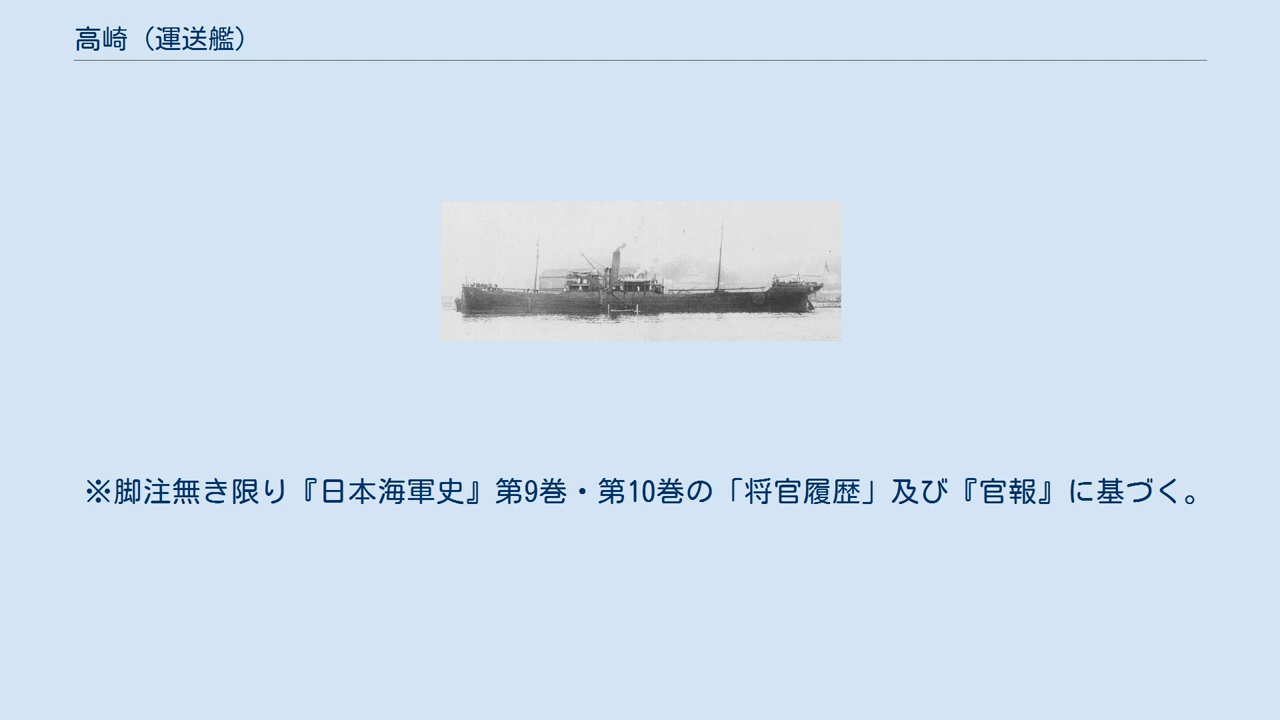 高崎（運送艦）
※脚注無き限り『日本海軍史』第9巻・第10巻の「将官履歴」及び『官報』に基づく。